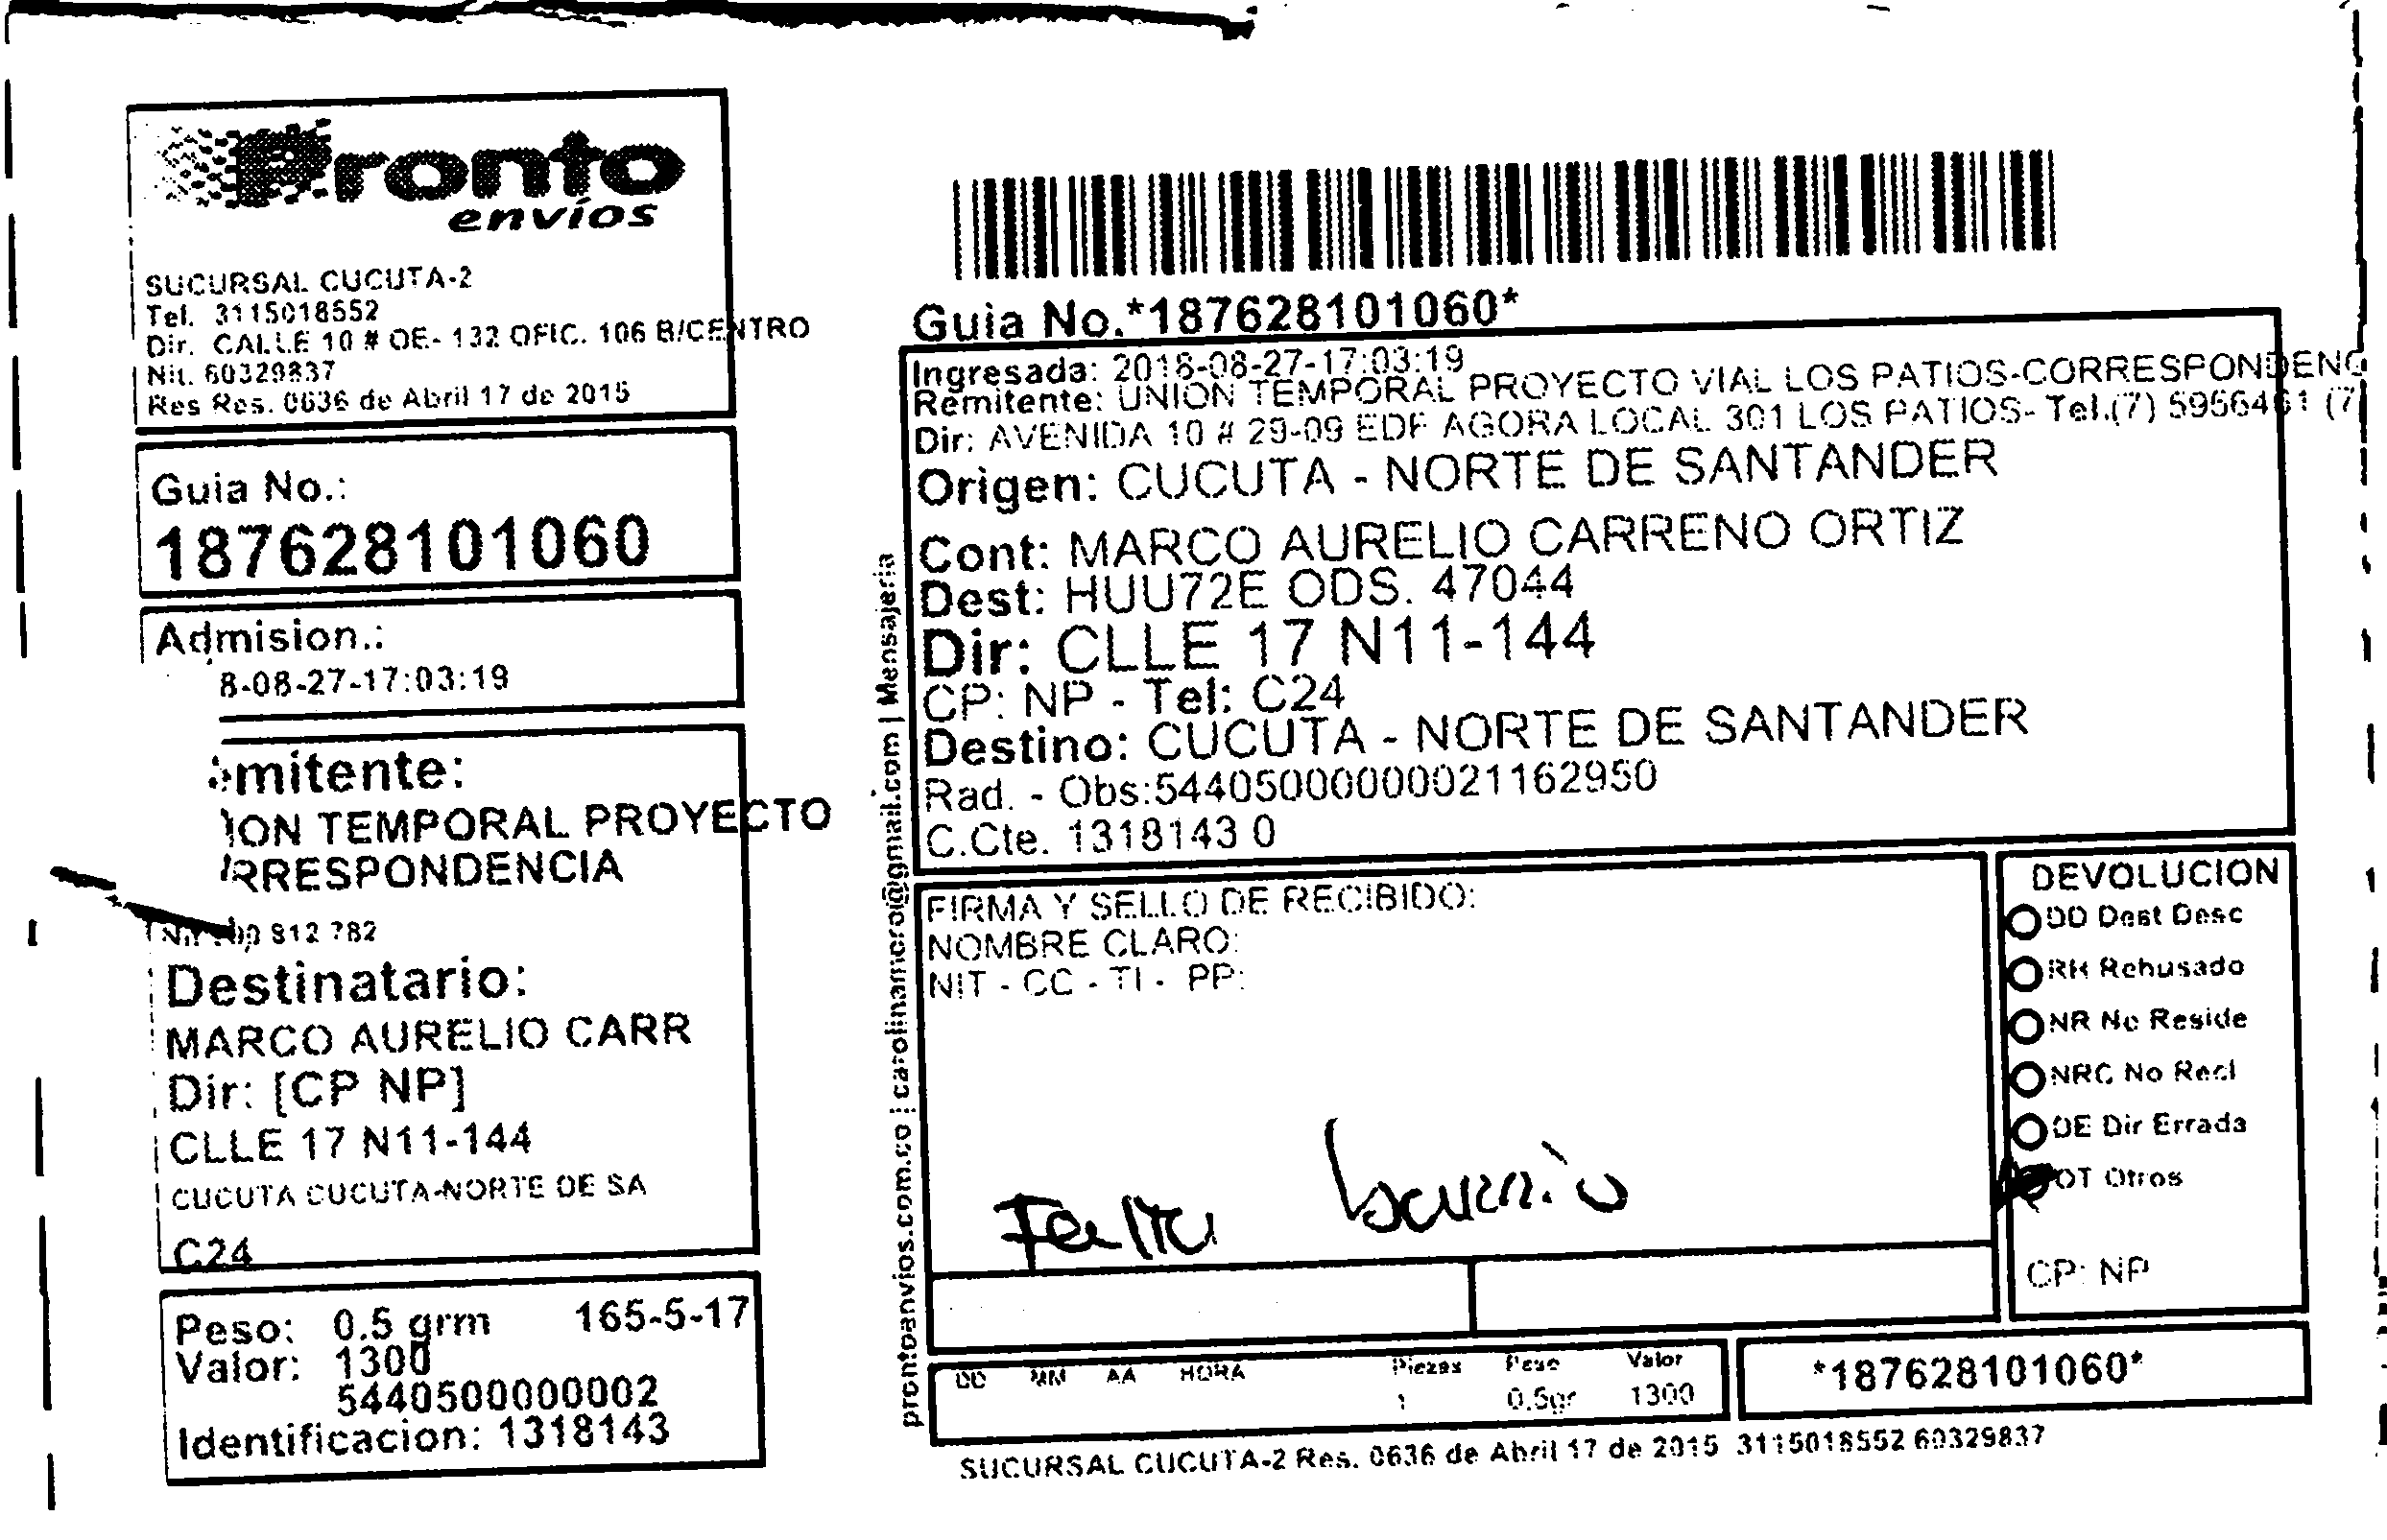 Pronto
envíos
SUCURSAL CUCUTA-2
Tel. 3115018552
Dir. CALLE 10 # OE- 132 OFIC. 106 B/CENTRO
Nit. 60329837
Res Res. 0636 de Abril 17 de 2015
Guia No.:
187628101060
Admision.:
8-08-27-17:03:19
mitente:
ION TEMPORAL PROYECTO
RRESPONDENCIA
812 782
Destinatario:
MARCO AURELIO CARR
Dir: [CP NP]
CLLE 17 N11-144
CUCUTA CUCUTA-NORTE DE SA
C24
Peso: 0.5 grm 165-5-17
Valor: 1300
5440500000002
Identificacion: 1318143
prontoenvios.com.co | carolinamoro@gmail.com | Mensajeria
Guia No.*187628101060*
Ingresada: 2018-08-27-17:03:19
Remitente: UNION TEMPORAL PROYECTO VIAL LOS PATIOS-CORRESPONDENC
Dir: AVENIDA 10 # 29-09 EDF AGORA LOCAL 301 LOS PATIOS- Tel.(7) 5956461 (7)
Origen: CUCUTA - NORTE DE SANTANDER
Cont: MARCO AURELIO CARRENO ORTIZ
Dest: HUU72E ODS. 47044
Dir: CLLE 17 N11-144
CP: NP - Tel: C24
Destino: CUCUTA - NORTE DE SANTANDER
Rad. - Obs:544050000000021162950
C.Cte. 1318143 0
FIRMA Y SELLO DE RECIBIDO:
NOMBRE CLARO:
NIT - CC - TI - PP:
Falta barrio
DEVOLUCION
DD Dest Desc
RH Rehusado
NR No Reside
NRC No Recl
DE Dir Errada
OT Otros
CP: NP
DD MM AA HORA Piezas Peso Valor
1 0.5gr 1300
*187628101060*
SUCURSAL CUCUTA-2 Res. 0636 de Abril 17 de 2015 3115018552 60329837